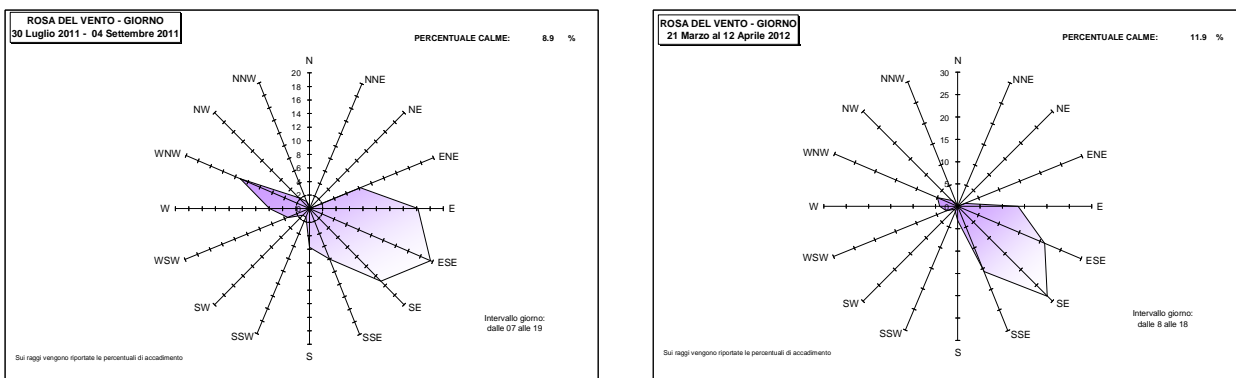 ROSA DEL VENTO - GIORNO
30 Luglio 2011 - 04 Settembre 2011
PERCENTUALE CALME: 8.9 %
N
NNE
NE
ENE
E
ESE
SE
SSE
S
SSW
SW
WSW
W
WNW
NW
NNW
20
18
16
14
12
10
8
6
4
2
0
Intervallo giorno:
dalle 07 alle 19
Sui raggi vengono riportate le percentuali di accadimento
ROSA DEL VENTO - GIORNO
21 Marzo al 12 Aprile 2012
PERCENTUALE CALME: 11.9 %
N
NNE
NE
ENE
E
ESE
SE
SSE
S
SSW
SW
WSW
W
WNW
NW
NNW
30
25
20
15
10
5
0
Intervallo giorno:
dalle 8 alle 18
Sui raggi vengono riportate le percentuali di accadimento